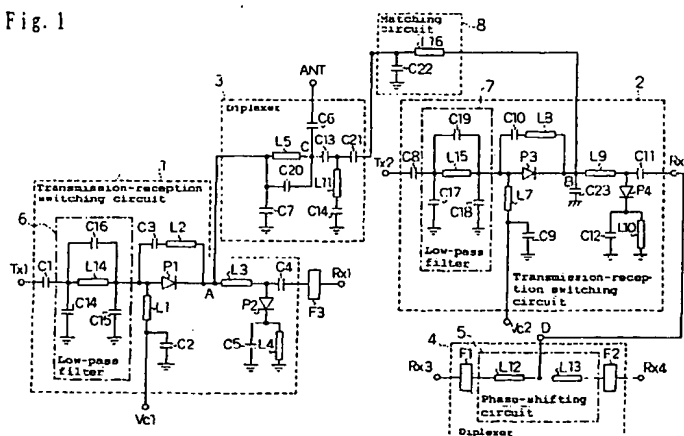 Fig. 1
Matching circuit
8
L16
C22
ANT
3
Diplexer
C6
L5
C
C13
C21
C20
L11
C7
C14
7
2
C19
C10
L8
Tx2
C8
L15
P3
L9
C11
Rx
B
C23
P4
C17
C18
L7
C9
C12
L10
Low-pass filter
Transmission-reception switching circuit
Vc2
D
1
Transmission-reception switching circuit
6
C16
C3
L2
Tx1
C1
L14
P1
A
L3
C4
Rx1
F3
C14
C15
L1
C2
P2
C5
L4
Low-pass filter
Vc1
4
5
F1
F2
Rx3
L12
L13
Rx4
Phase-shifting circuit
Diplexer